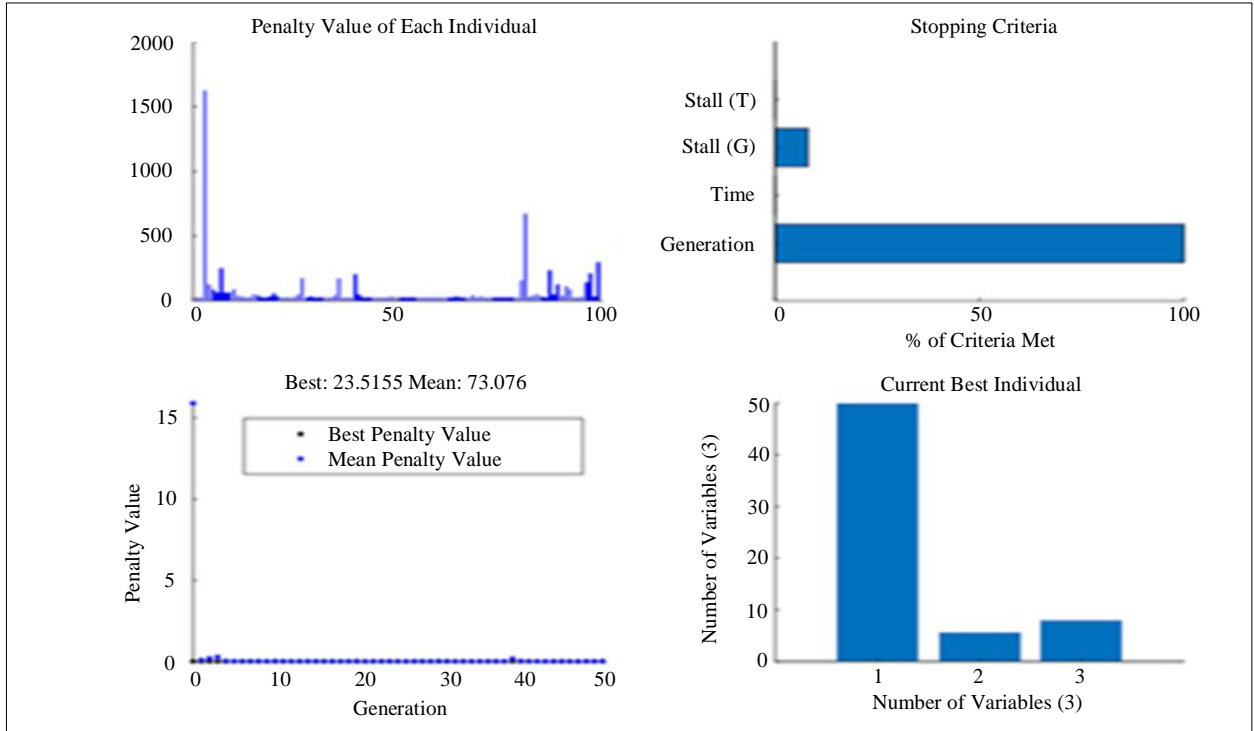 Penalty Value of Each Individual
2000
1500
1000
500
0
0 50 100
Stopping Criteria
Stall (T)
Stall (G)
Time
Generation
0 50 100
% of Criteria Met
Best: 23.5155 Mean: 73.076
Best Penalty Value
Mean Penalty Value
Penalty Value
15
15
5
0
0 10 20 30 40 50
Generation
Current Best Individual
Number of Variables (3)
50
40
30
50
10
0
1 2 3
Number of Variables (3)